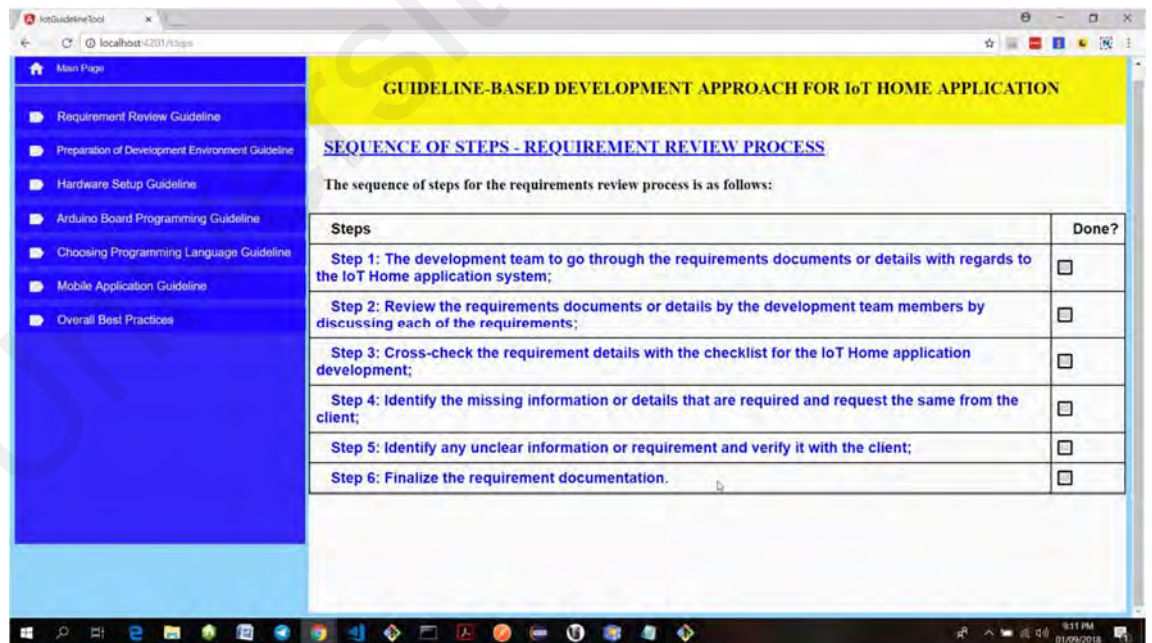 IotGuidelineTool
localhost:4201/rsops
Main Page
Requirement Review Guideline
Preparation of Development Environment Guideline
Hardware Setup Guideline
Arduino Board Programming Guideline
Choosing Programming Language Guideline
Mobile Application Guideline
Overall Best Practices
GUIDELINE-BASED DEVELOPMENT APPROACH FOR IoT HOME APPLICATION
SEQUENCE OF STEPS - REQUIREMENT REVIEW PROCESS
The sequence of steps for the requirements review process is as follows:
Steps Done?
Step 1: The development team to go through the requirements documents or details with regards to
the IoT Home application system;
Step 2: Review the requirements documents or details by the development team members by
discussing each of the requirements;
Step 3: Cross-check the requirement details with the checklist for the IoT Home application
development;
Step 4: Identify the missing information or details that are required and request the same from the
client;
Step 5: Identify any unclear information or requirement and verify it with the client;
Step 6: Finalize the requirement documentation.
9:11 PM
01/09/2018